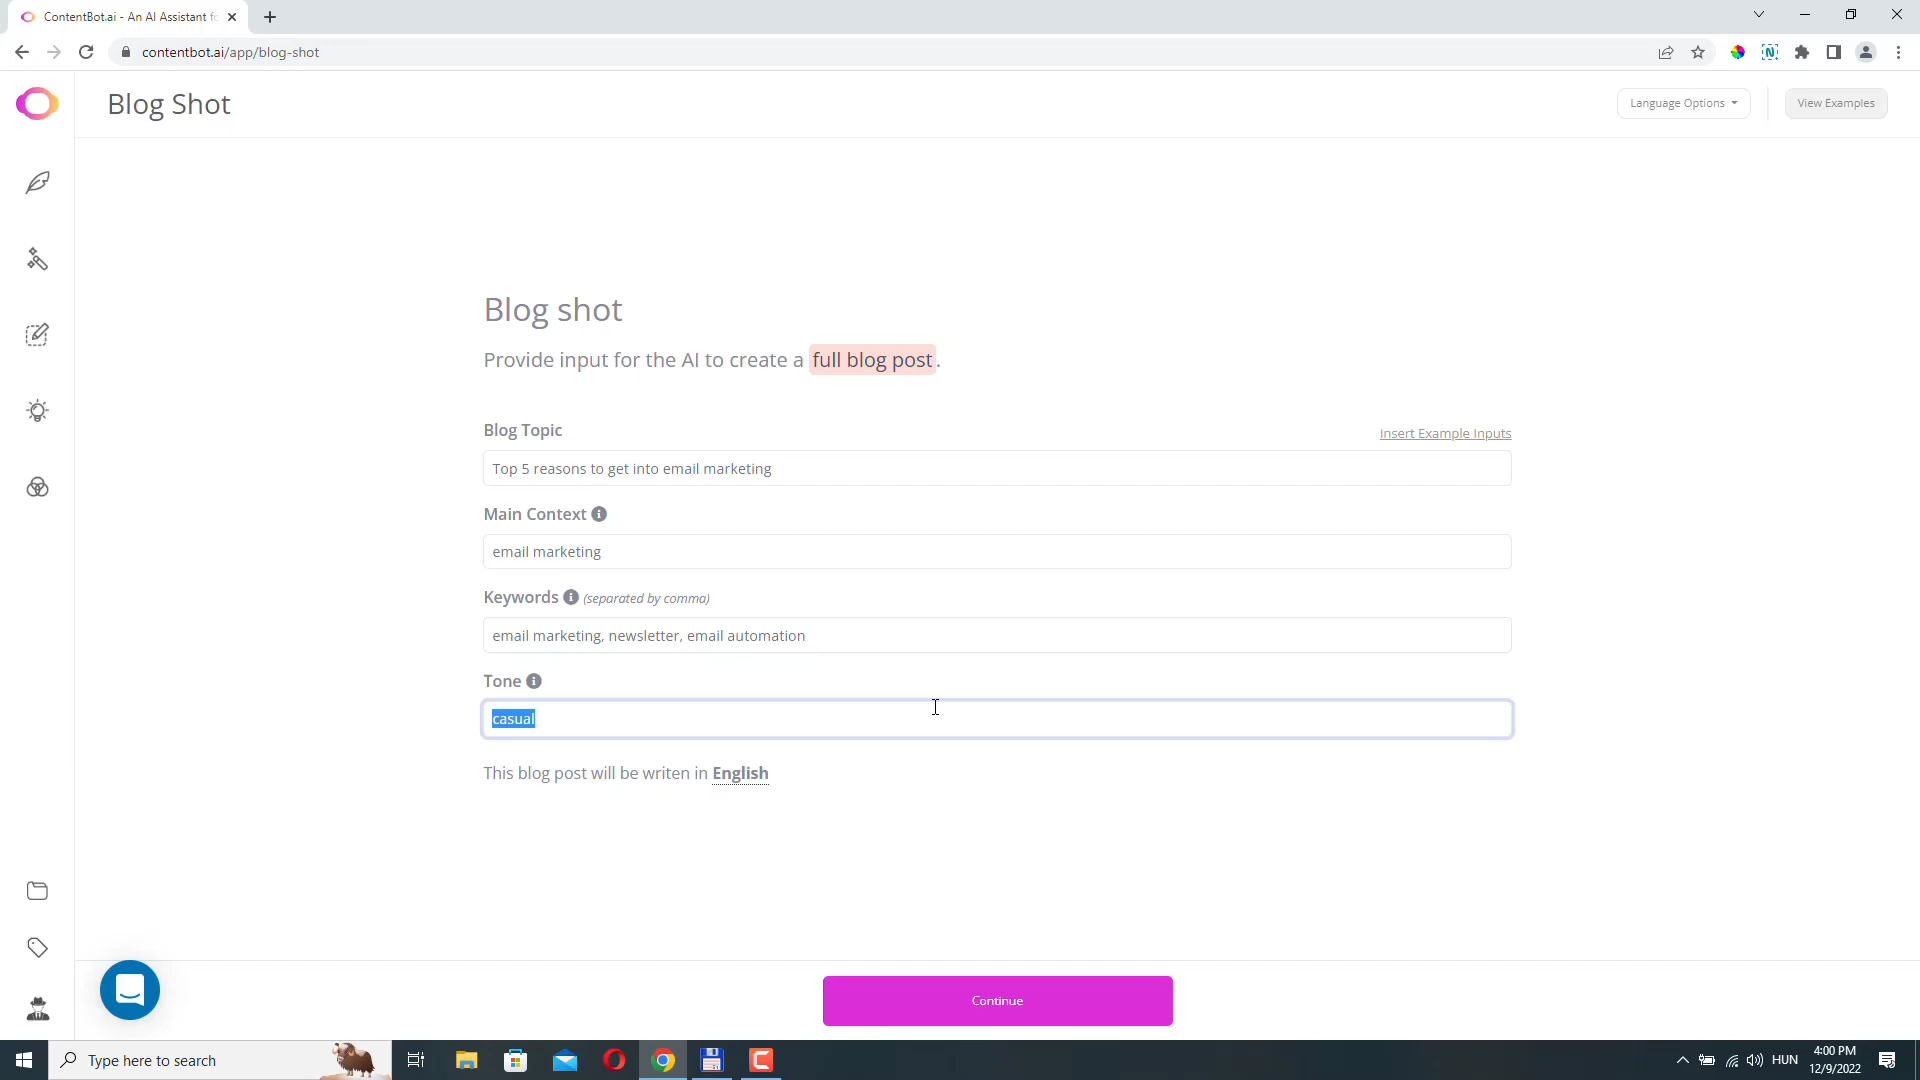 ContentBot.ai - An AI Assistant fo
contentbot.ai/app/blog-shot
Blog Shot
Language Options
View Examples
Blog shot
Provide input for the AI to create a full blog post.
Blog Topic
Insert Example Inputs
Top 5 reasons to get into email marketing
Main Context
email marketing
Keywords (separated by comma)
email marketing, newsletter, email automation
Tone
casual
This blog post will be writen in English
Continue
Type here to search
HUN
4:00 PM
12/9/2022